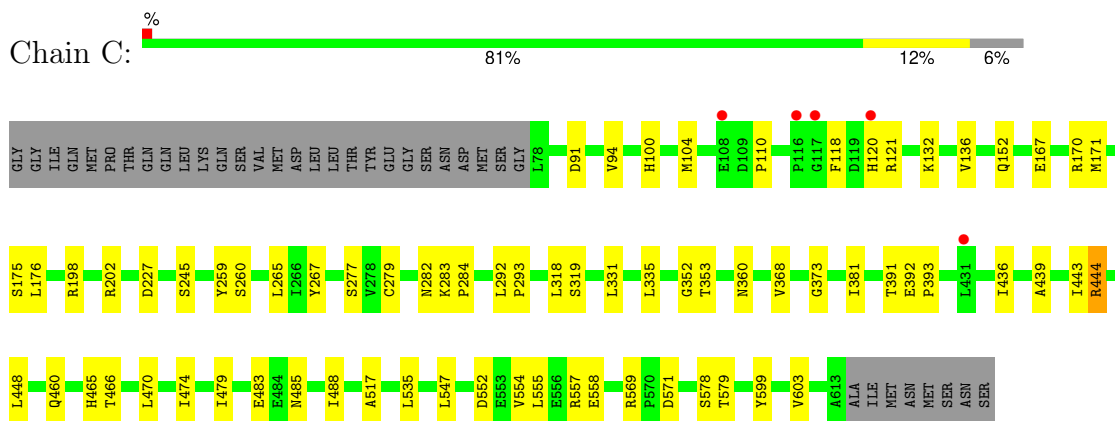 %
Chain C:
81% 12% 6%
GLY GLY ILE GLN MET PRO THR GLN GLN LEU LYS GLN SER VAL MET ASP LEU LEU THR TYR GLU GLY SER ASN ASP MET SER GLY L78 D91 V94 H100 M104 E108 D109 P110 P116 G117 F118 D119 H120 R121 K132 V136 Q152 E167 R170 M171
S175 L176 R198 R202 D227 S245 Y259 S260 L265 I266 Y267 S277 V278 C279 N282 K283 P284 L292 P293 L318 S319 L331 L335 G352 T353 N360 V368 G373 I381 T391 E392 P393 L431 I436 A439 I443 R444
L448 Q460 H465 T466 L470 I474 I479 E483 E484 N485 I488 A517 L535 L547 D552 E553 V554 L555 E556 R557 E558 R569 P570 D571 S578 T579 Y599 V603 A613 ALA ILE MET ASN MET SER ASN SER